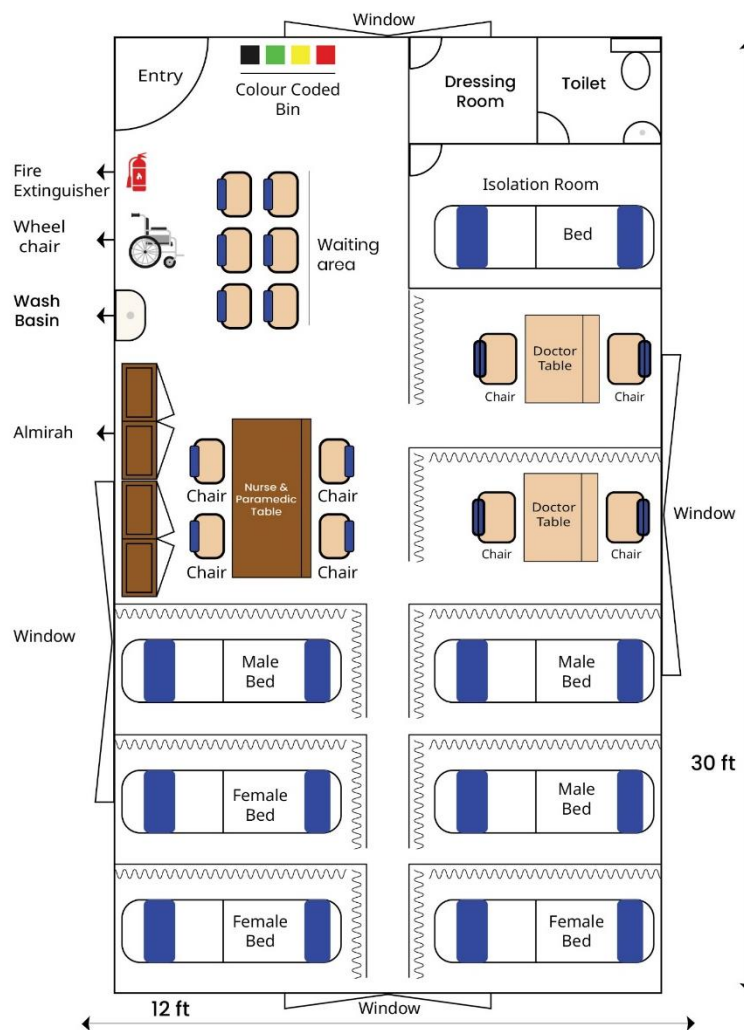 Window
Entry
Colour Coded
Bin
Dressing
Room
Toilet
Fire
Extinguisher
Isolation Room
Bed
Wheel
chair
Waiting
area
Wash
Basin
Doctor
Table
Chair
Chair
Almirah
Nurse &
Paramedic
Table
Chair
Chair
Chair
Chair
Doctor
Table
Chair
Chair
Window
Window
Male
Bed
Male
Bed
30 ft
Female
Bed
Male
Bed
Female
Bed
Female
Bed
12 ft
Window